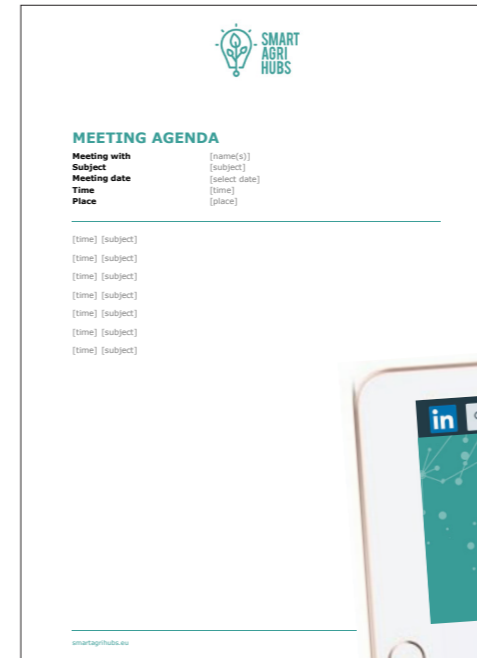 SMART
AGRI
HUBS
MEETING AGENDA
Meeting with [name(s)]
Subject [subject]
Meeting date [select date]
Time [time]
Place [place]
[time] [subject]
[time] [subject]
[time] [subject]
[time] [subject]
[time] [subject]
[time] [subject]
[time] [subject]
in
smartagrihubs.eu